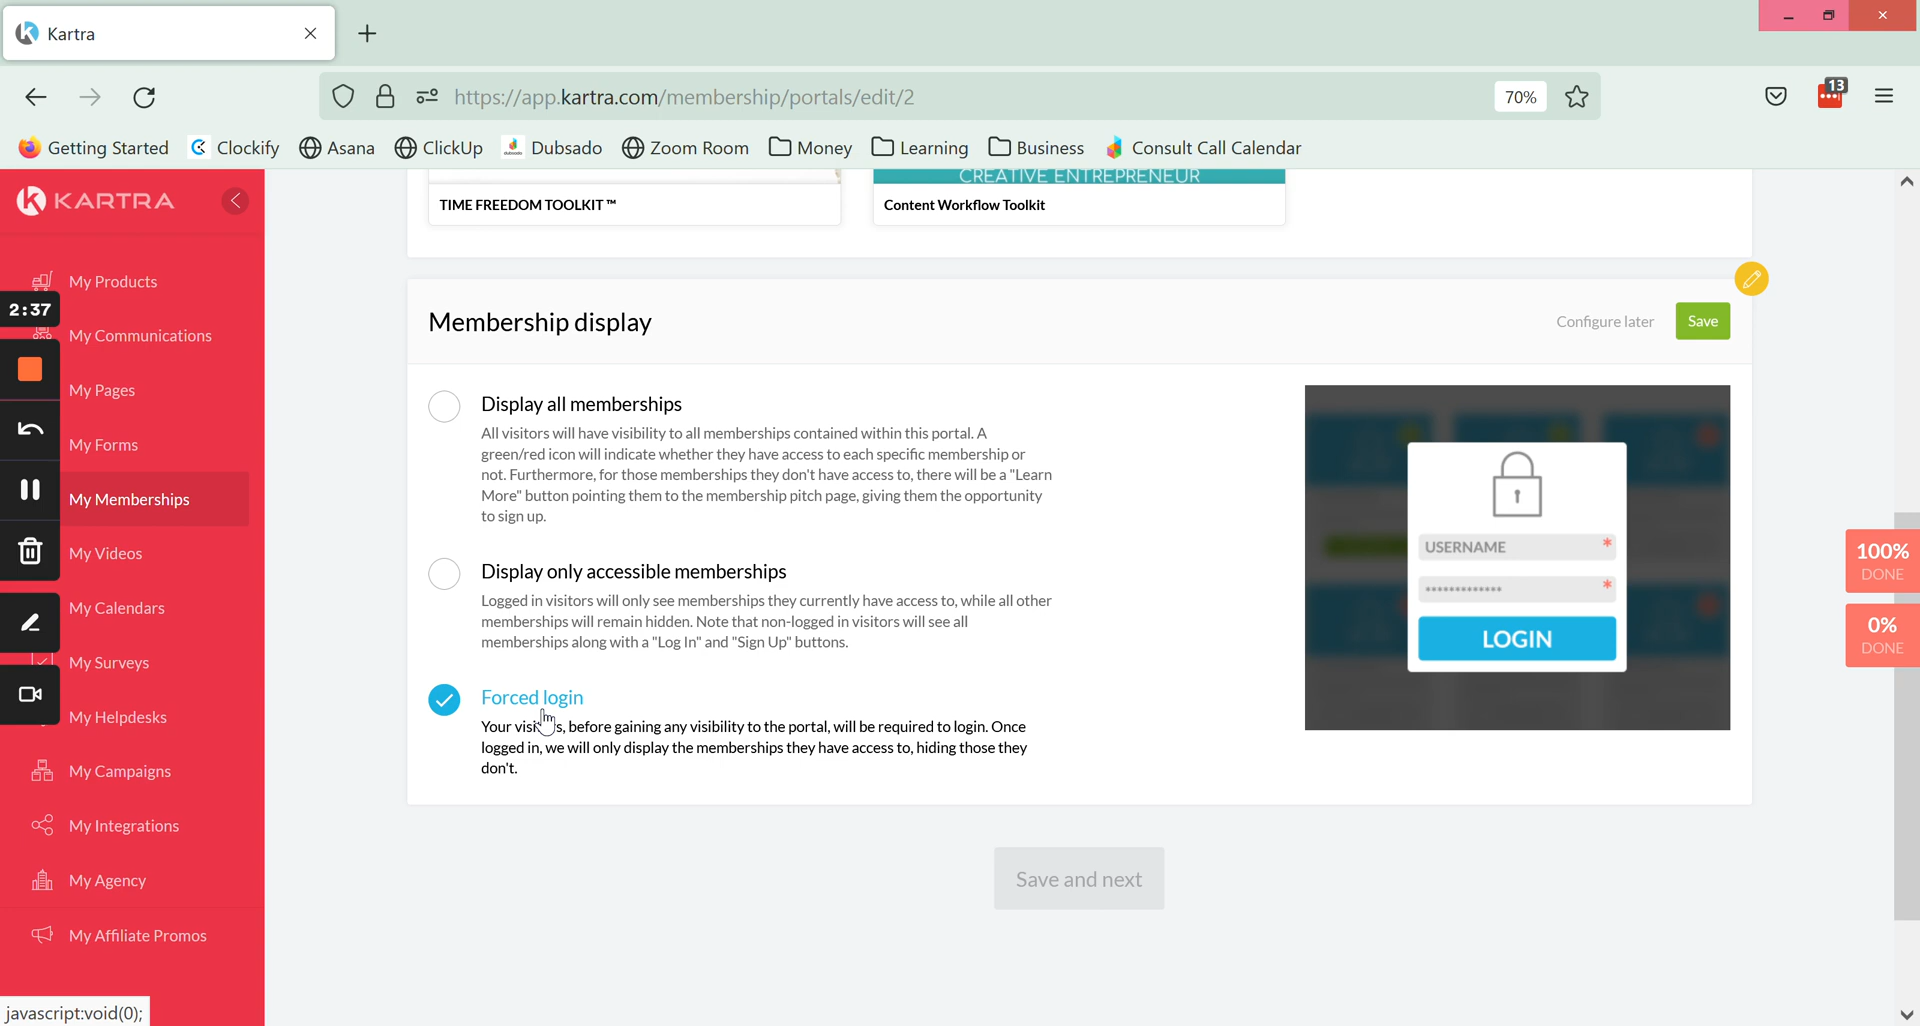 Kartra
https://app.kartra.com/membership/portals/edit/2
70%
13
Getting Started
Clockify
Asana
ClickUp
Dubsado
Zoom Room
Money
Learning
Business
Consult Call Calendar
KARTRA
My Products
2:37
My Communications
My Pages
My Forms
My Memberships
My Videos
My Calendars
My Surveys
My Helpdesks
My Campaigns
My Integrations
My Agency
My Affiliate Promos
javascript:void(0);
CREATIVE ENTREPRENEUR
TIME FREEDOM TOOLKIT ™
Content Workflow Toolkit
Membership display
Configure later
Save
Display all memberships
All visitors will have visibility to all memberships contained within this portal. A
green/red icon will indicate whether they have access to each specific membership or
not. Furthermore, for those memberships they don't have access to, there will be a "Learn
More" button pointing them to the membership pitch page, giving them the opportunity
to sign up.
Display only accessible memberships
Logged in visitors will only see memberships they currently have access to, while all other
memberships will remain hidden. Note that non-logged in visitors will see all
memberships along with a "Log In" and "Sign Up" buttons.
Forced login
Your visitors, before gaining any visibility to the portal, will be required to login. Once
logged in, we will only display the memberships they have access to, hiding those they
don't.
USERNAME *
************* *
LOGIN
100%
DONE
0%
DONE
Save and next